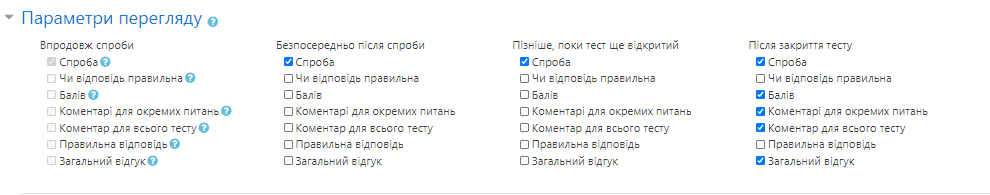 Параметри перегляду
Впродовж спроби
Спроба
Чи відповідь правильна
Балів
Коментарі для окремих питань
Коментар для всього тесту
Правильна відповідь
Загальний відгук
Безпосередньо після спроби
Спроба
Чи відповідь правильна
Балів
Коментарі для окремих питань
Коментар для всього тесту
Правильна відповідь
Загальний відгук
Пізніше, поки тест ще відкритий
Спроба
Чи відповідь правильна
Балів
Коментарі для окремих питань
Коментар для всього тесту
Правильна відповідь
Загальний відгук
Після закриття тесту
Спроба
Чи відповідь правильна
Балів
Коментарі для окремих питань
Коментар для всього тесту
Правильна відповідь
Загальний відгук